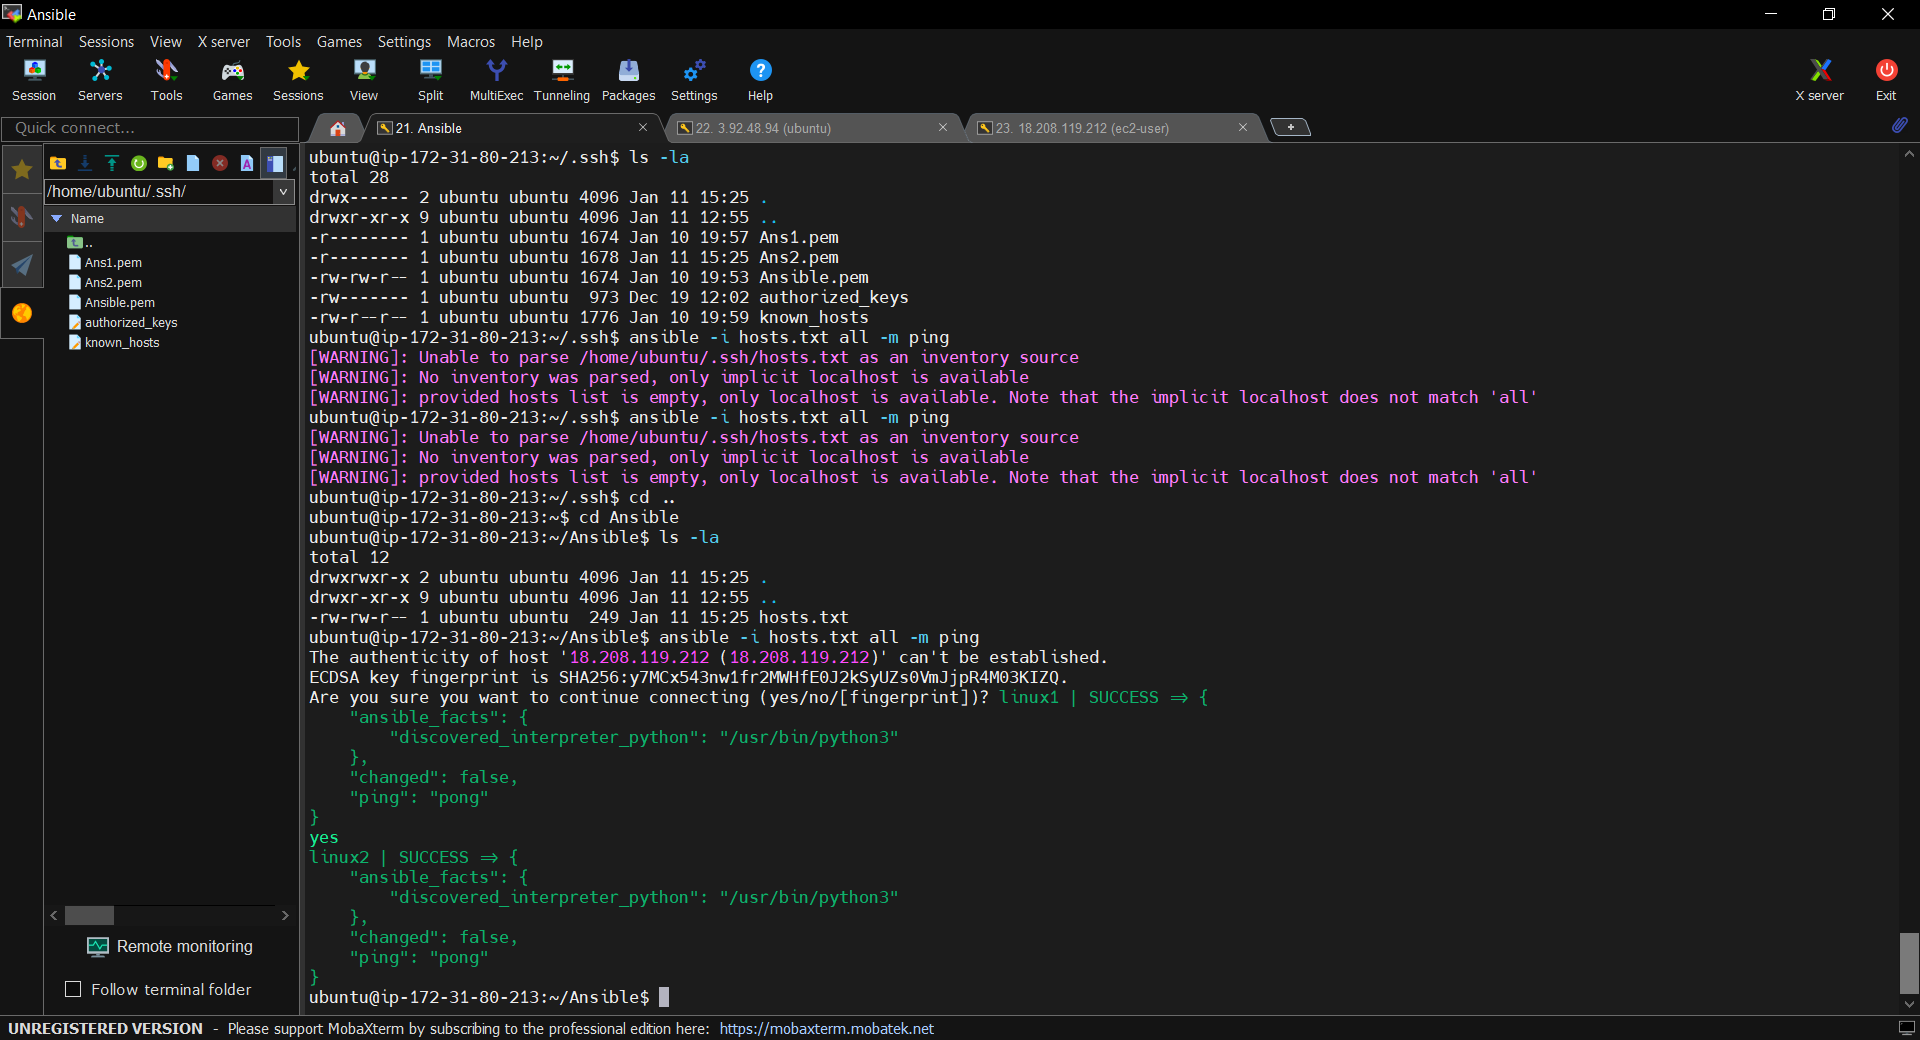 Ansible
Terminal Sessions View X server Tools Games Settings Macros Help
Session Servers Tools Games Sessions View Split MultiExec Tunneling Packages Settings Help X server Exit
Quick connect...
21. Ansible
22. 3.92.48.94 (ubuntu)
23. 18.208.119.212 (ec2-user)
/home/ubuntu/.ssh/
Name
..
Ans1.pem
Ans2.pem
Ansible.pem
authorized_keys
known_hosts
Remote monitoring
Follow terminal folder
ubuntu@ip-172-31-80-213:~/.ssh$ ls -la
total 28
drwx------ 2 ubuntu ubuntu 4096 Jan 11 15:25 .
drwxr-xr-x 9 ubuntu ubuntu 4096 Jan 11 12:55 ..
-r-------- 1 ubuntu ubuntu 1674 Jan 10 19:57 Ans1.pem
-r-------- 1 ubuntu ubuntu 1678 Jan 11 15:25 Ans2.pem
-rw-rw-r-- 1 ubuntu ubuntu 1674 Jan 10 19:53 Ansible.pem
-rw------- 1 ubuntu ubuntu  973 Dec 19 12:02 authorized_keys
-rw-r--r-- 1 ubuntu ubuntu 1776 Jan 10 19:59 known_hosts
ubuntu@ip-172-31-80-213:~/.ssh$ ansible -i hosts.txt all -m ping
[WARNING]: Unable to parse /home/ubuntu/.ssh/hosts.txt as an inventory source
[WARNING]: No inventory was parsed, only implicit localhost is available
[WARNING]: provided hosts list is empty, only localhost is available. Note that the implicit localhost does not match 'all'
ubuntu@ip-172-31-80-213:~/.ssh$ ansible -i hosts.txt all -m ping
[WARNING]: Unable to parse /home/ubuntu/.ssh/hosts.txt as an inventory source
[WARNING]: No inventory was parsed, only implicit localhost is available
[WARNING]: provided hosts list is empty, only localhost is available. Note that the implicit localhost does not match 'all'
ubuntu@ip-172-31-80-213:~/.ssh$ cd ..
ubuntu@ip-172-31-80-213:~$ cd Ansible
ubuntu@ip-172-31-80-213:~/Ansible$ ls -la
total 12
drwxrwxr-x 2 ubuntu ubuntu 4096 Jan 11 15:25 .
drwxr-xr-x 9 ubuntu ubuntu 4096 Jan 11 12:55 ..
-rw-rw-r-- 1 ubuntu ubuntu  249 Jan 11 15:25 hosts.txt
ubuntu@ip-172-31-80-213:~/Ansible$ ansible -i hosts.txt all -m ping
The authenticity of host '18.208.119.212 (18.208.119.212)' can't be established.
ECDSA key fingerprint is SHA256:y7MCx543nw1fr2MWHfE0J2kSyUZs0VmJjpR4M03KIZQ.
Are you sure you want to continue connecting (yes/no/[fingerprint])? linux1 | SUCCESS => {
    "ansible_facts": {
        "discovered_interpreter_python": "/usr/bin/python3"
    },
    "changed": false,
    "ping": "pong"
}
yes
linux2 | SUCCESS => {
    "ansible_facts": {
        "discovered_interpreter_python": "/usr/bin/python3"
    },
    "changed": false,
    "ping": "pong"
}
ubuntu@ip-172-31-80-213:~/Ansible$
UNREGISTERED VERSION - Please support MobaXterm by subscribing to the professional edition here: https://mobaxterm.mobatek.net